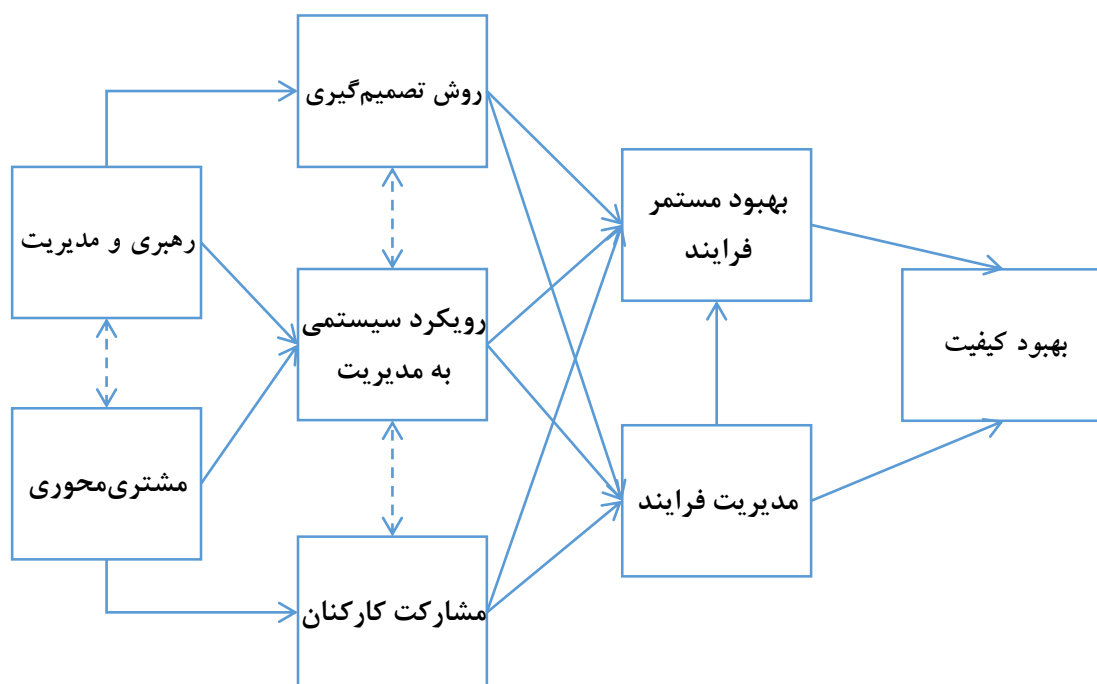 روش تصمیم‌گیری
رهبری و مدیریت
بهبود مستمر
فرایند
رویکرد سیستمی
به مدیریت
بهبود کیفیت
مشتری‌محوری
مدیریت فرایند
مشارکت کارکنان